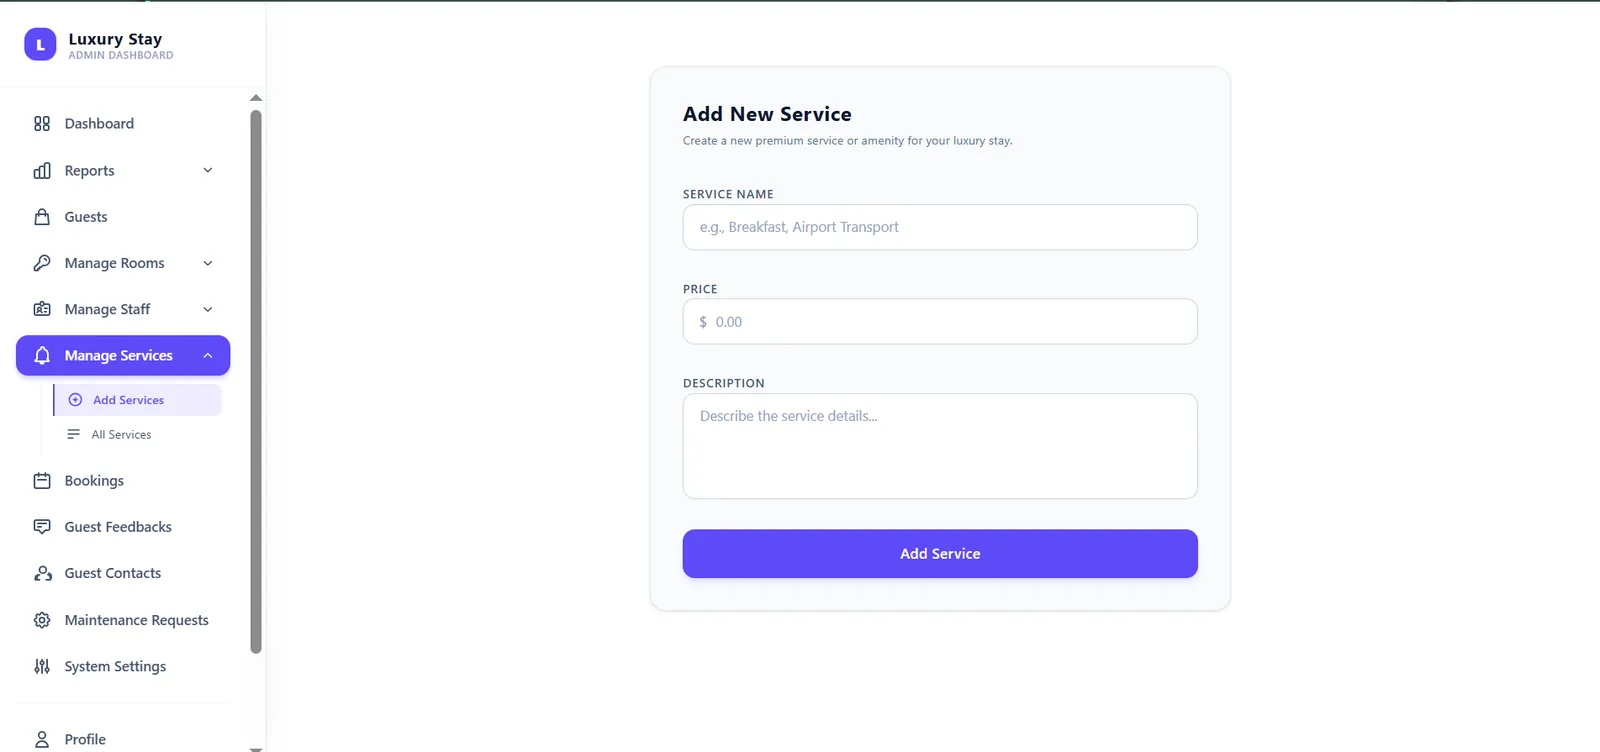 L
Luxury Stay
ADMIN DASHBOARD
Dashboard
Reports
Guests
Manage Rooms
Manage Staff
Manage Services
Add Services
All Services
Bookings
Guest Feedbacks
Guest Contacts
Maintenance Requests
System Settings
Profile
Add New Service
Create a new premium service or amenity for your luxury stay.
SERVICE NAME
e.g., Breakfast, Airport Transport
PRICE
$ 0.00
DESCRIPTION
Describe the service details...
Add Service